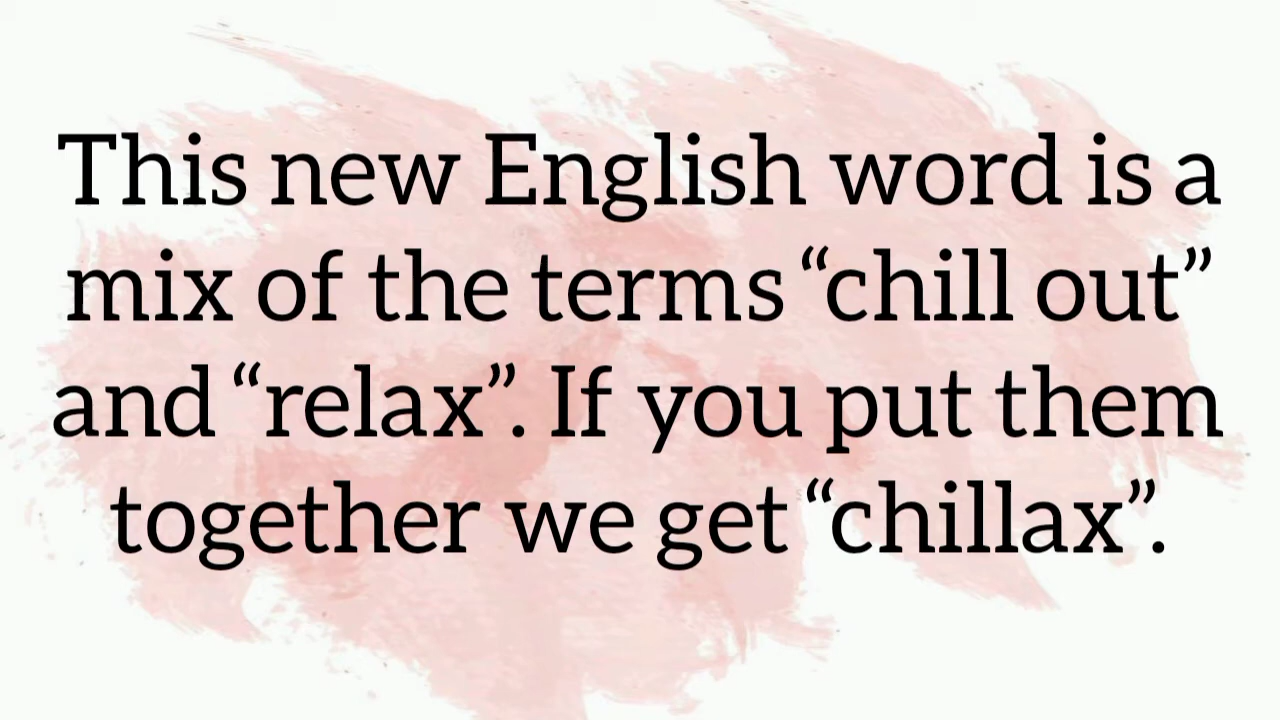 This new English word is a
mix of the terms “chill out”
and “relax”. If you put them
together we get “chillax”.